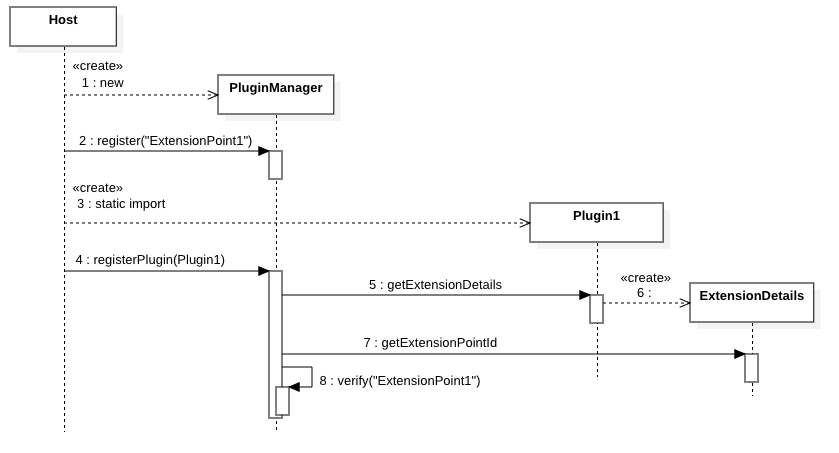 Host
«create»
1 : new
PluginManager
2 : register("ExtensionPoint1")
«create»
3 : static import
Plugin1
4 : registerPlugin(Plugin1)
5 : getExtensionDetails
«create»
6 :
ExtensionDetails
7 : getExtensionPointId
8 : verify("ExtensionPoint1")